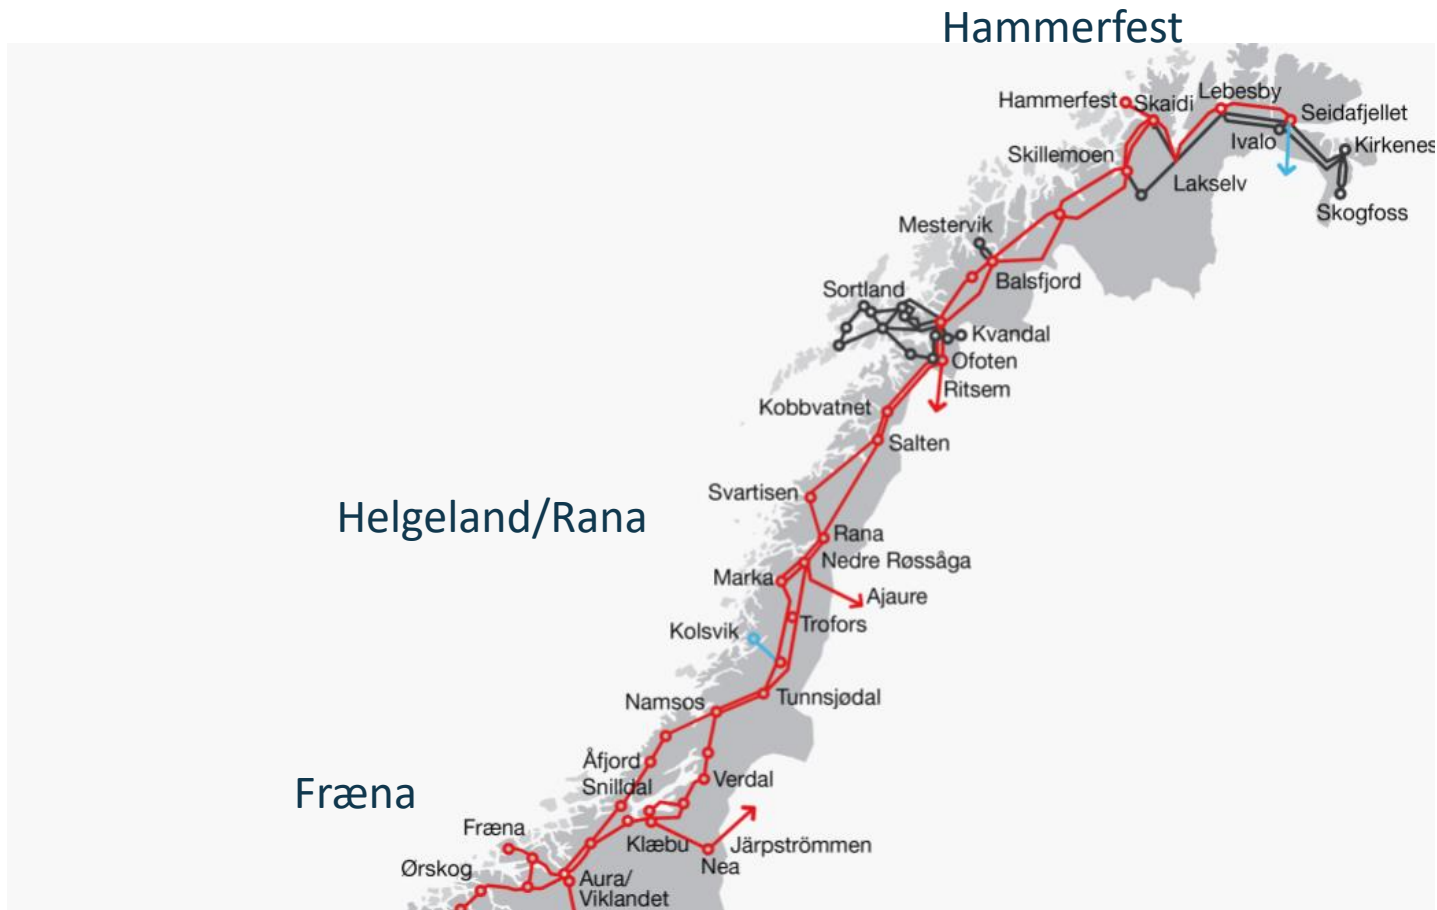 Hammerfest
Hammerfest
Skaidi
Lebesby
Seidafjellet
Ivalo
Kirkenes
Skillemoen
Lakselv
Skogfoss
Mestervik
Balsfjord
Sortland
Kvandal
Ofoten
Ritsem
Kobbvatnet
Salten
Svartisen
Helgeland/Rana
Rana
Nedre Røssåga
Marka
Ajaure
Trofors
Kolsvik
Tunnsjødal
Namsos
Åfjord
Verdal
Snilldal
Fræna
Fræna
Klæbu
Järpströmmen
Nea
Ørskog
Aura/
Viklandet